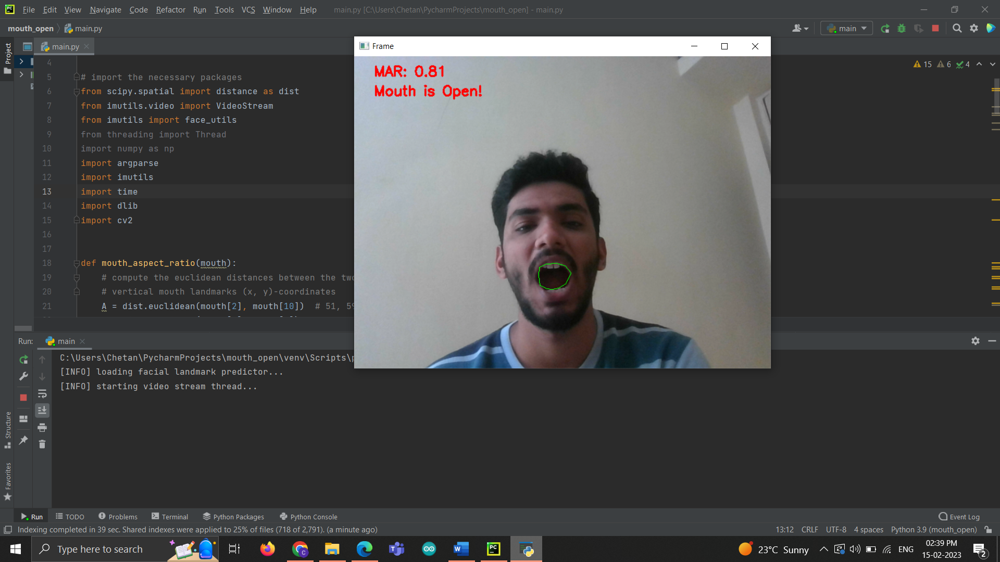 File Edit View Navigate Code Refactor Run Tools VCS Window Help main.py [C:\Users\Chetan\PycharmProjects\mouth_open] - main.py
mouth_open main.py
main
Project
main.py
Frame
MAR: 0.81
Mouth is Open!
15 6 4
4
5 # import the necessary packages
6 from scipy.spatial import distance as dist
7 from imutils.video import VideoStream
8 from imutils import face_utils
9 from threading import Thread
10 import numpy as np
11 import argparse
12 import imutils
13 import time
14 import dlib
15 import cv2
16
17
18 def mouth_aspect_ratio(mouth):
19 # compute the euclidean distances between the two
20 # vertical mouth landmarks (x, y)-coordinates
21 A = dist.euclidean(mouth[2], mouth[10]) # 51, 59
Run: main
C:\Users\Chetan\PycharmProjects\mouth_open\venv\Scripts\p
[INFO] loading facial landmark predictor...
[INFO] starting video stream thread...
Structure
Favorites
Run TODO Problems Terminal Python Packages Python Console Event Log
Indexing completed in 39 sec. Shared indexes were applied to 25% of files (718 of 2,791). (a minute ago) 13:12 CRLF UTF-8 4 spaces Python 3.9 (mouth_open)
Type here to search
23°C Sunny ENG
02:39 PM
15-02-2023
2